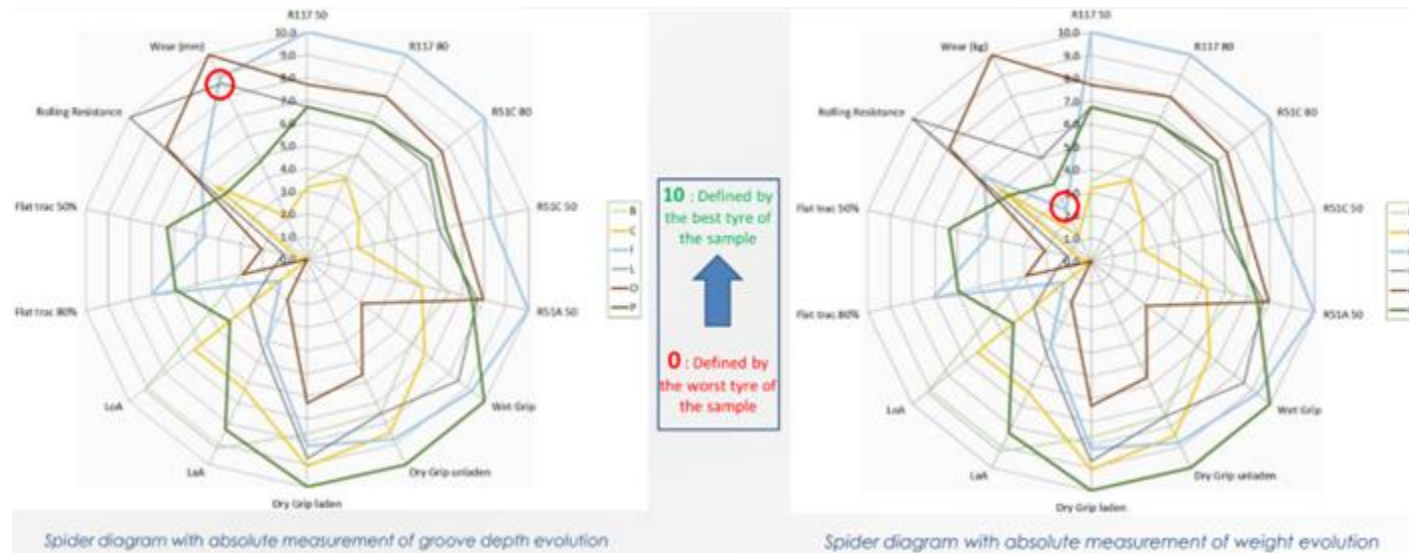 R117 50
10.0
9.0
8.0
7.0
6.0
5.0
4.0
3.0
2.0
1.0
0.0
R117 80
R51C 80
R51C 50
R51A 50
Wet Grip
Dry Grip unladen
Dry Grip laden
LaA
LoA
Flat trac 80%
Flat trac 50%
Rolling Resistance
Wear (mm)
B
C
F
L
O
P
Spider diagram with absolute measurement of groove depth evolution
10 : Defined by
the best tyre of
the sample
0 : Defined by
the worst tyre of
the sample
R117 50
10.0
9.0
8.0
7.0
6.0
5.0
4.0
1.0
0.0
R117 80
R51C 80
R51C 50
R51A 50
Wet Grip
Dry Grip unladen
Dry Grip laden
LaA
LoA
Flat trac 80%
Flat trac 50%
Rolling Resistance
Wear (kg)
Spider diagram with absolute measurement of weight evolution